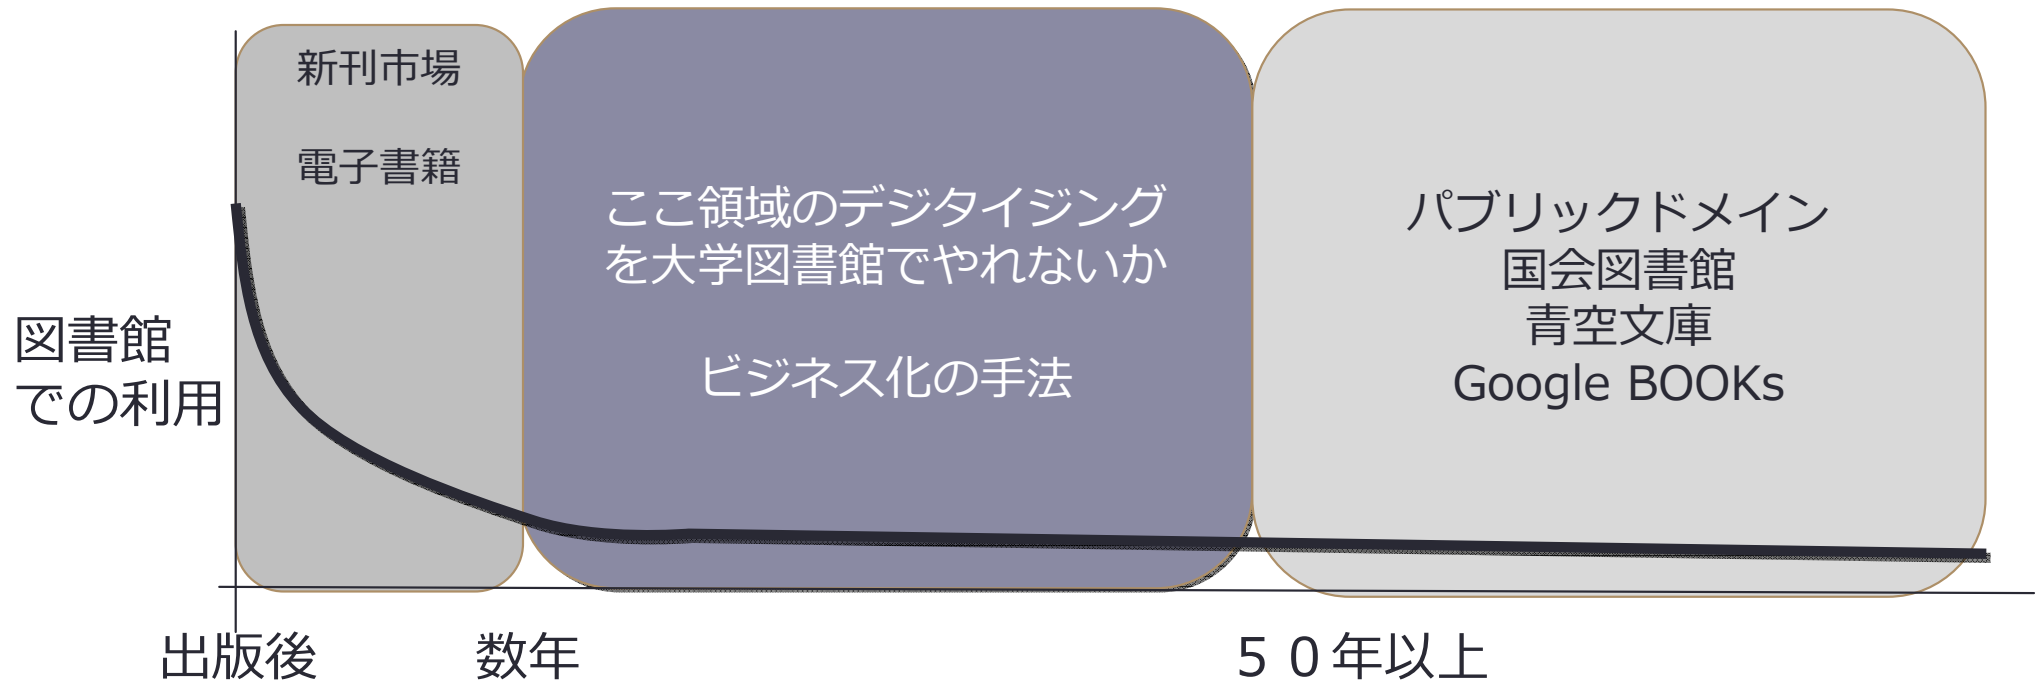 新刊市場
電子書籍
ここ領域のデジタイジング
を大学図書館でやれないか
ビジネス化の手法
パブリックドメイン
国会図書館
青空文庫
Google BOOKs
図書館
での利用
出版後
数年
５０年以上